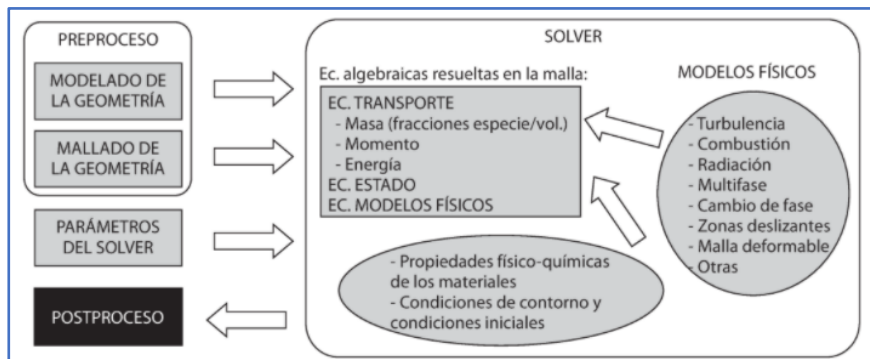 PREPROCESO
MODELADO DE
LA GEOMETRÍA
MALLADO DE
LA GEOMETRÍA
PARÁMETROS
DEL SOLVER
POSTPROCESO
SOLVER
Ec. algebraicas resueltas en la malla:
EC. TRANSPORTE
- Masa (fracciones especie/vol.)
- Momento
- Energía
EC. ESTADO
EC. MODELOS FÍSICOS
- Propiedades físico-químicas
de los materiales
- Condiciones de contorno y
condiciones iniciales
MODELOS FÍSICOS
- Turbulencia
- Combustión
- Radiación
- Multifase
- Cambio de fase
- Zonas deslizantes
- Malla deformable
- Otras